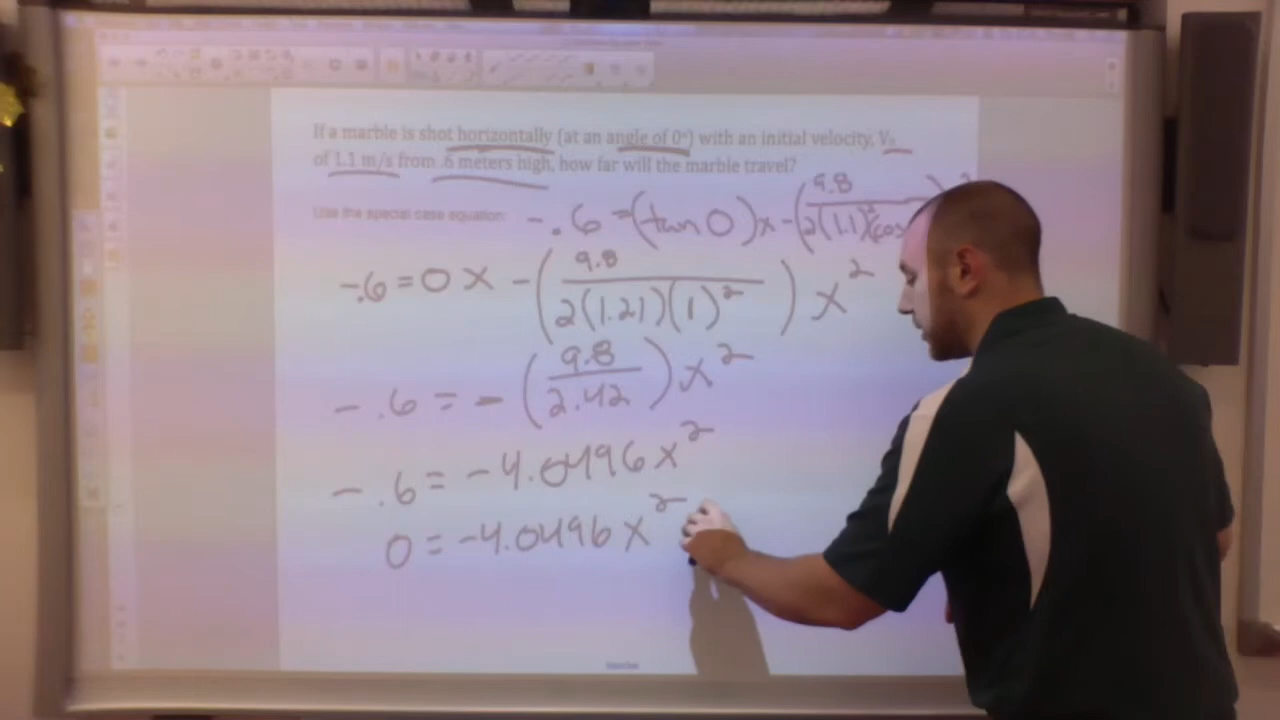 If a marble is shot horizontally (at an angle of 0°) with an initial velocity, V₀
of 1.1 m/s from .6 meters high, how far will the marble travel?
Use the special case equation: -.6 =(tan 0)x-(9.8/2(1.1)²(cos
-.6=0x-(9.8/2(1.21)(1)²)x²
-.6=-(9.8/2.42)x²
-.6=-4.0496x²
0=-4.0496x²